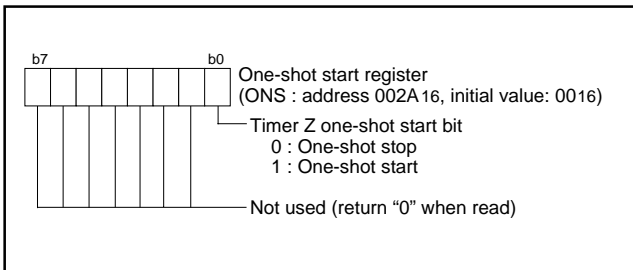 b7 b0
One-shot start register
(ONS : address 002A16, initial value: 0016)
Timer Z one-shot start bit
0 : One-shot stop
1 : One-shot start
Not used (return “0” when read)